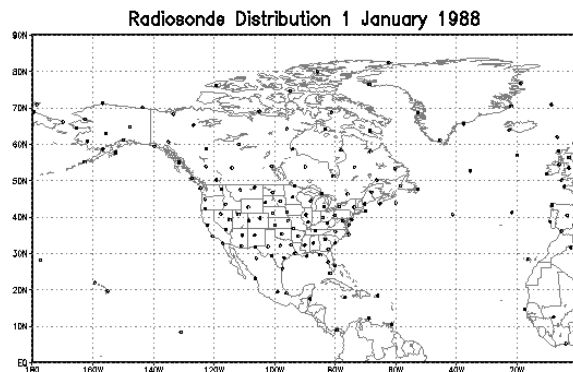 Radiosonde Distribution 1 January 1988
90N
80N
70N
60N
50N
40N
30N
20N
10N
EQ
180 160W 140W 120W 100W 80W 60W 40W 20W